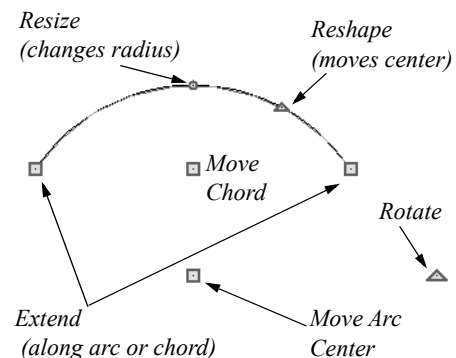 Resize
(changes radius)
Reshape
(moves center)
Move
Chord
Rotate
Extend
(along arc or chord)
Move Arc
Center